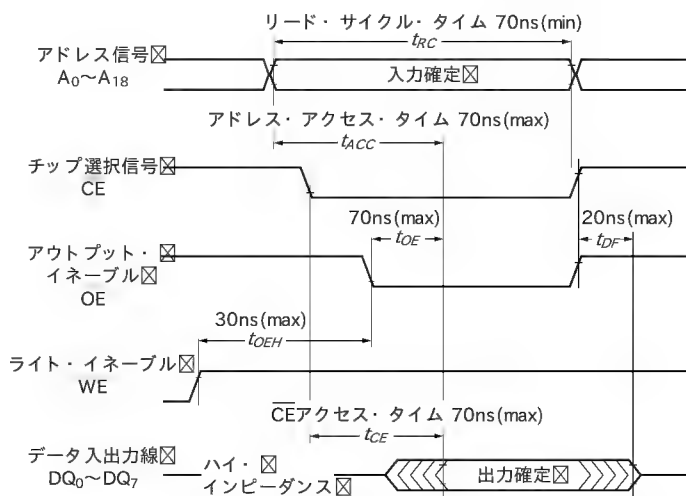 リード・サイクル・タイム 70ns(min)
tRC
アドレス信号☒
A0〜A18
入力確定☒
アドレス・アクセス・タイム 70ns(max)
tACC
チップ選択信号☒
CE
70ns(max)
tOE
20ns(max)
tDF
アウトプット・☒
イネーブル☒
OE
30ns(max)
tOEH
ライト・イネーブル☒
WE
C̅E̅アクセス・タイム 70ns(max)
tCE
データ入出力線☒
DQ0〜DQ7
ハイ・☒
インピーダンス☒
出力確定☒